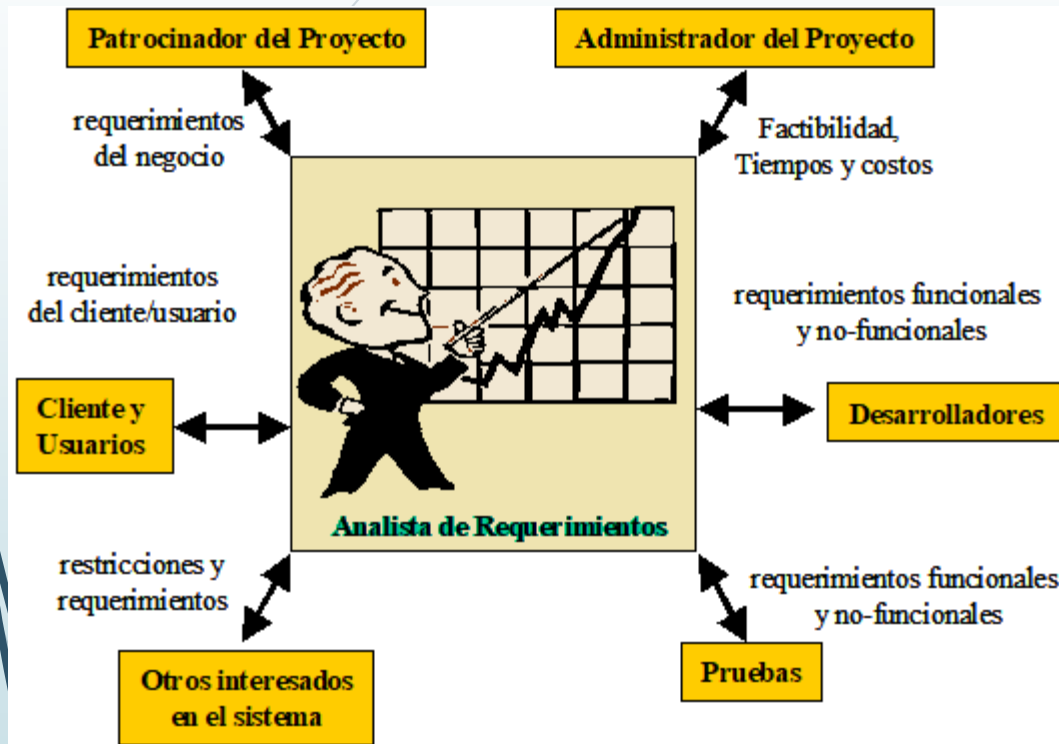 Patrocinador del Proyecto
Administrador del Proyecto
requerimientos
del negocio
Factibilidad,
Tiempos y costos
requerimientos
del cliente/usuario
requerimientos funcionales
y no-funcionales
Cliente y
Usuarios
Desarrolladores
Analista de Requerimientos
restricciones y
requerimientos
requerimientos funcionales
y no-funcionales
Otros interesados
en el sistema
Pruebas